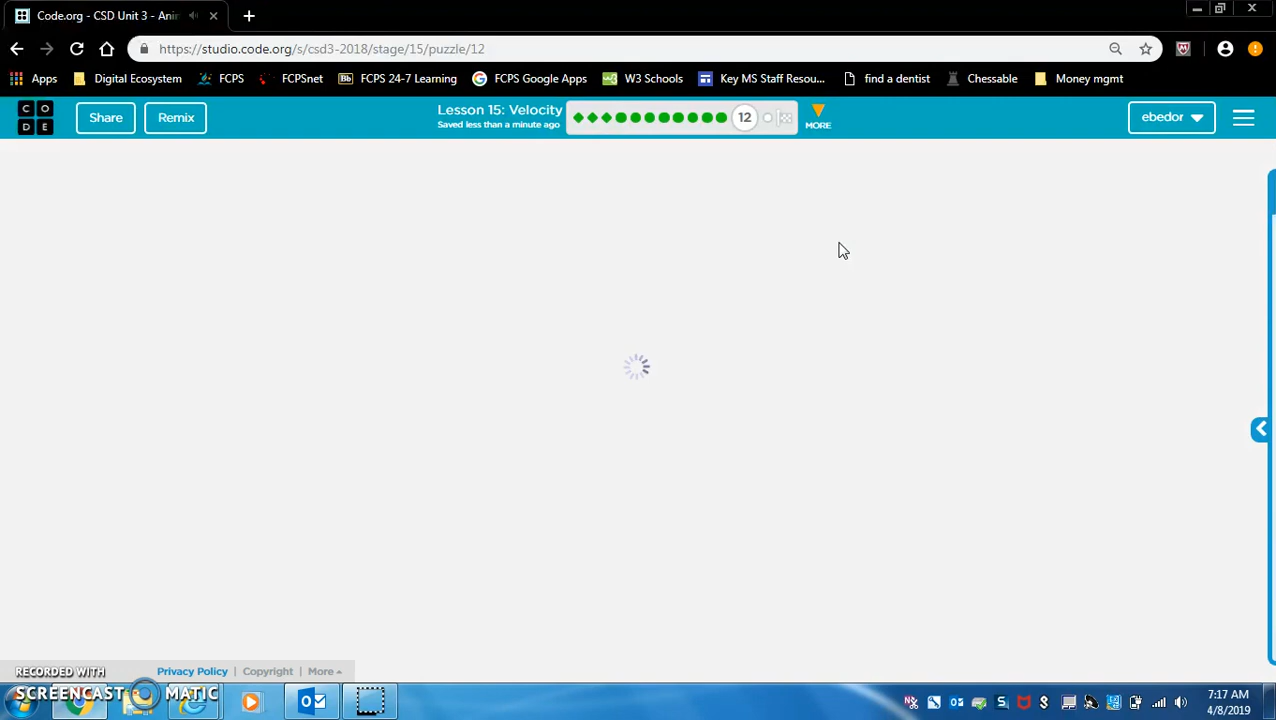 Code.org - CSD Unit 3 - Ani
https://studio.code.org/s/csd3-2018/stage/15/puzzle/12
Apps Digital Ecosystem FCPS FCPSnet Bb FCPS 24-7 Learning FCPS Google Apps W3 Schools Key MS Staff Resou... find a dentist Chessable Money mgmt
CODE Share Remix Lesson 15: Velocity 12 MORE ebedor
Saved less than a minute ago
Privacy Policy | Copyright | More
RECORDED WITH
SCREENCAST MATIC
7:17 AM
4/8/2019